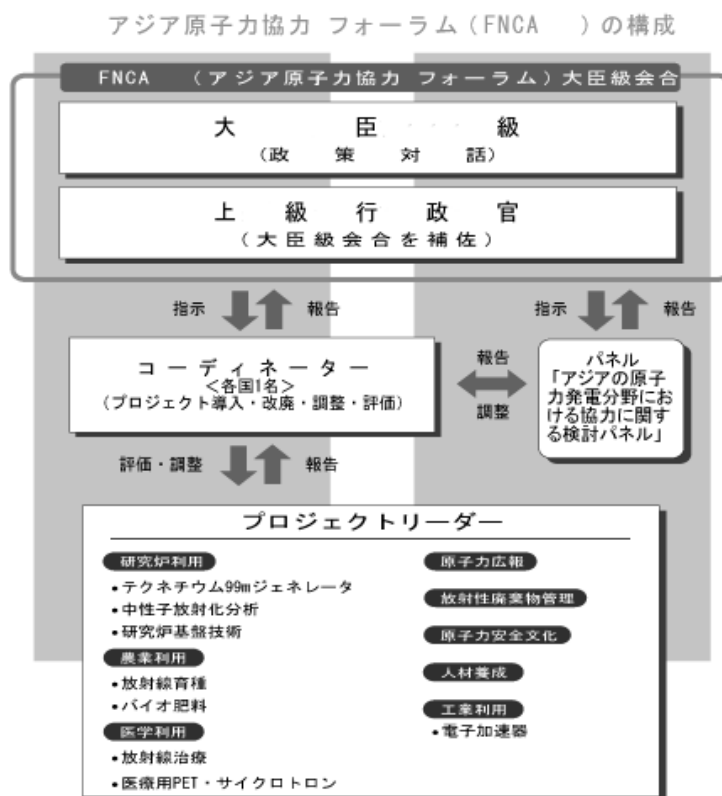 アジア原子力協力 フォーラム(FNCA )の構成
FNCA (アジア原子力協力 フォーラム)大臣級会合
大 臣 級
(政 策 対 話)
上 級 行 政 官
(大臣級会合を補佐)
指示
報告
指示
報告
コ ー デ ィ ネ ー タ ー
<各国1名>
(プロジェクト導入・改廃・調整・評価)
報告
調整
パネル
「アジアの原子
力発電分野にお
ける協力に関す
る検討パネル」
評価・調整
報告
プロジェクトリーダー
研究炉利用
•テクネチウム99mジェネレータ
•中性子放射化分析
•研究炉基盤技術
農業利用
•放射線育種
•バイオ肥料
医学利用
•放射線治療
•医療用PET・サイクロトロン
原子力広報
放射性廃棄物管理
原子力安全文化
人材養成
工業利用
•電子加速器